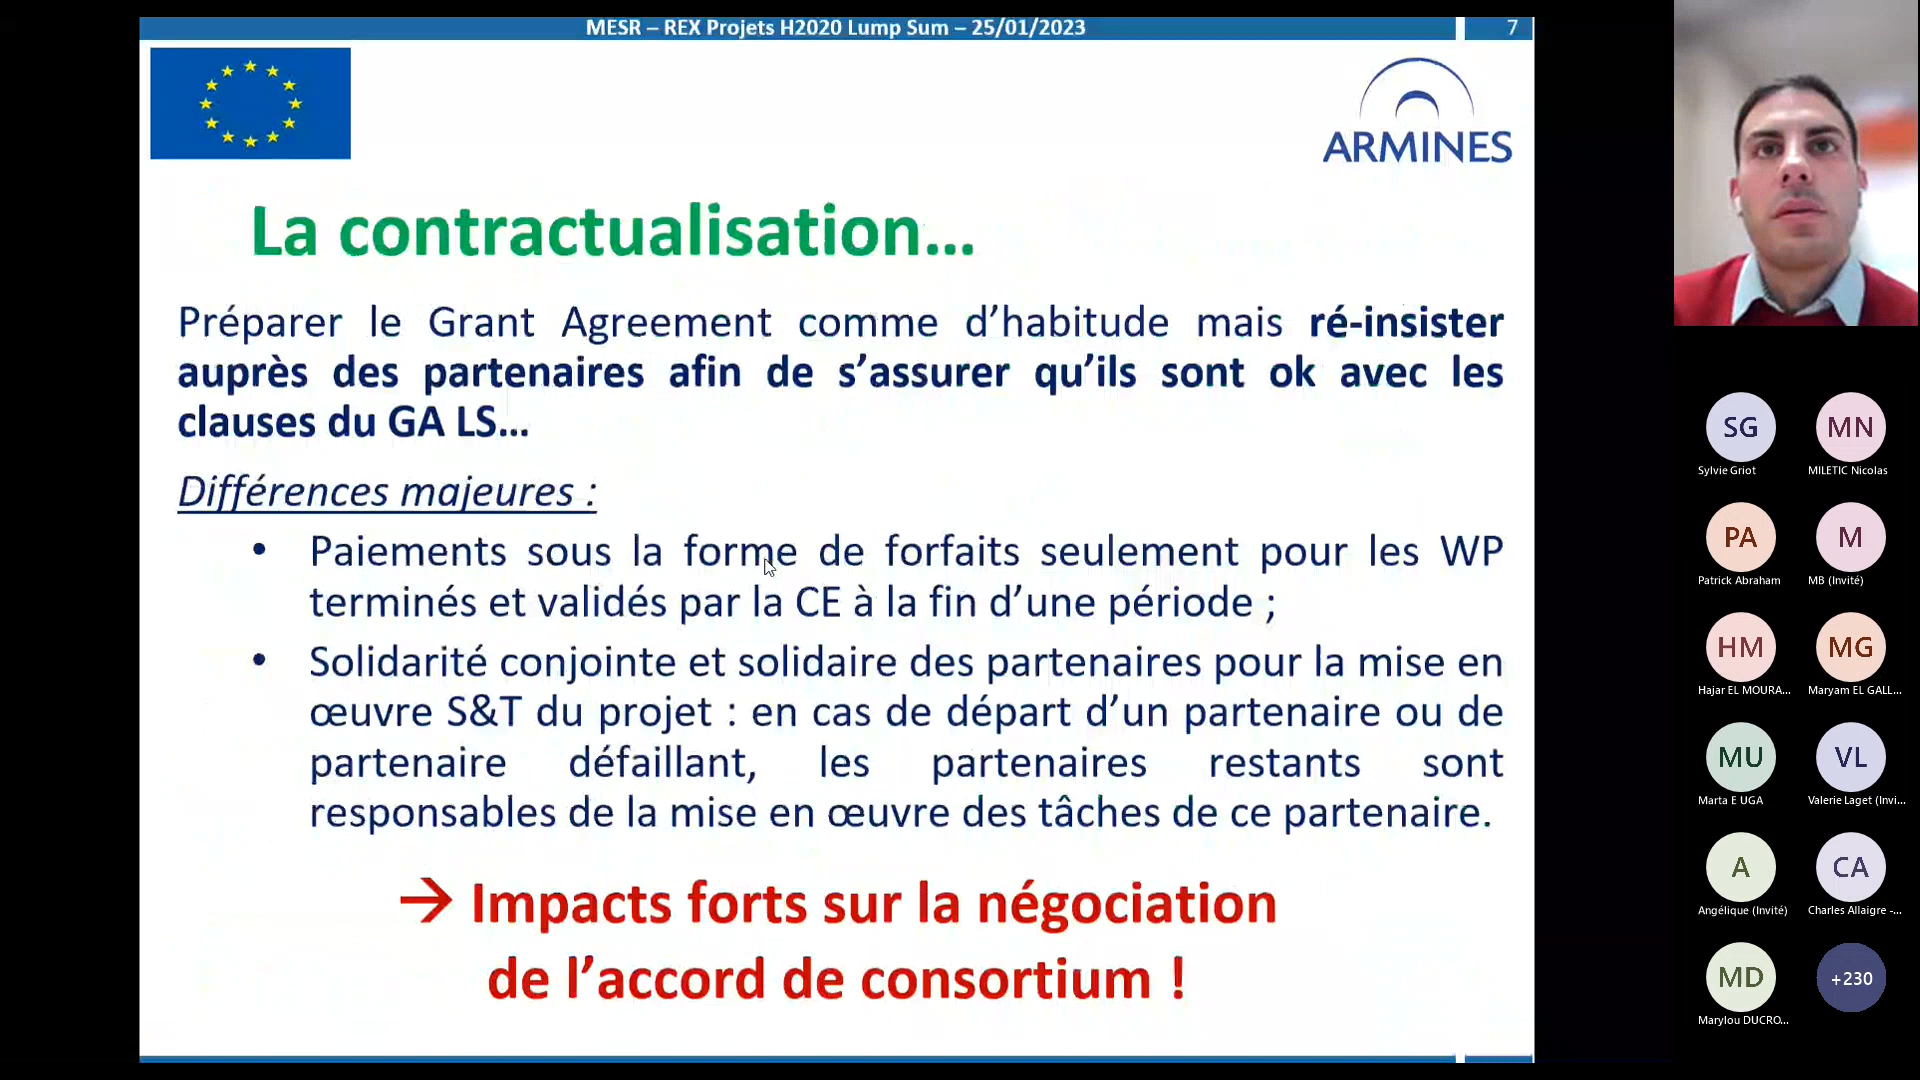 MESR – REX Projets H2020 Lump Sum – 25/01/2023
7
ARMINES
La contractualisation...
Préparer le Grant Agreement comme d’habitude mais ré-insister
auprès des partenaires afin de s’assurer qu’ils sont ok avec les
clauses du GA LS…
Différences majeures :
• Paiements sous la forme de forfaits seulement pour les WP
terminés et validés par la CE à la fin d’une période ;
• Solidarité conjointe et solidaire des partenaires pour la mise en
œuvre S&T du projet : en cas de départ d’un partenaire ou de
partenaire défaillant, les partenaires restants sont
responsables de la mise en œuvre des tâches de ce partenaire.
→ Impacts forts sur la négociation
de l’accord de consortium !
SG
MN
Sylvie Griot
MILETIC Nicolas
PA
M
Patrick Abraham
MB (Invité)
HM
MG
Hajar EL MOURA...
Maryam EL GALL...
MU
VL
Marta E UGA
Valerie Laget (Invi...
A
CA
Angélique (Invité)
Charles Allaigre -...
MD
+230
Marylou DUCRO...